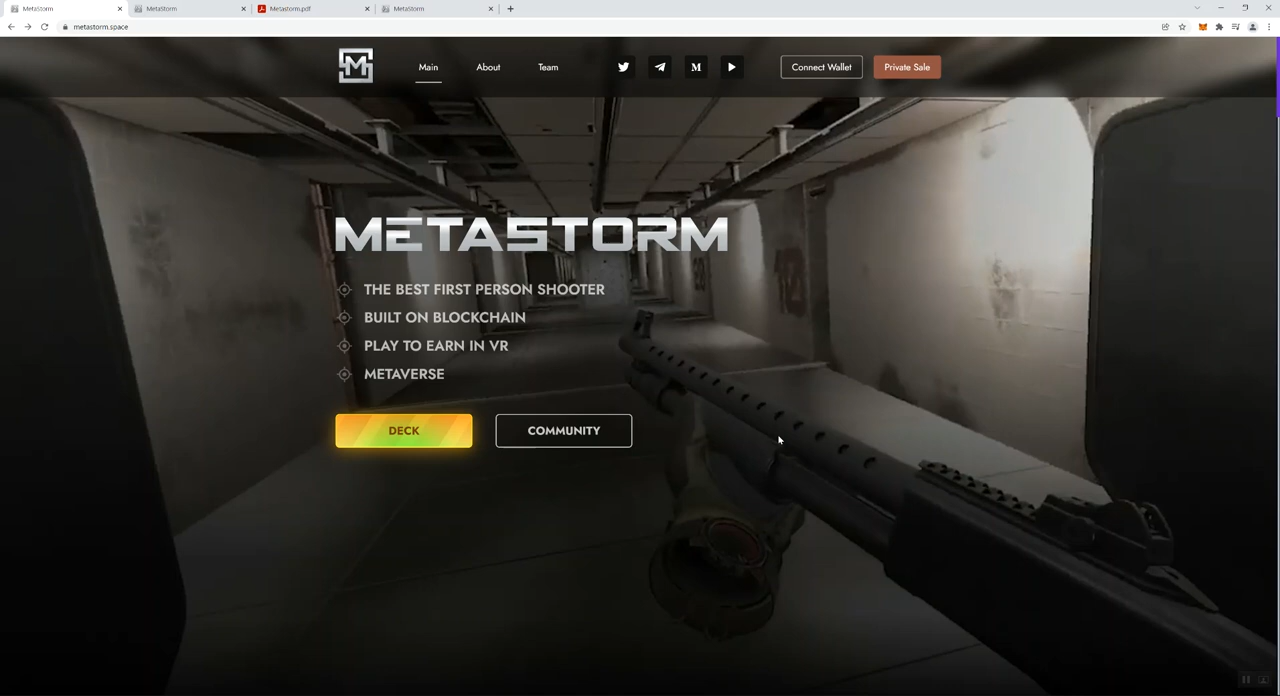 MetaStorm
MetaStorm
Metastorm.pdf
MetaStorm
metastorm.space
Main
About
Team
M
Connect Wallet
Private Sale
METASTORM
THE BEST FIRST PERSON SHOOTER
BUILT ON BLOCKCHAIN
PLAY TO EARN IN VR
METAVERSE
DECK
COMMUNITY